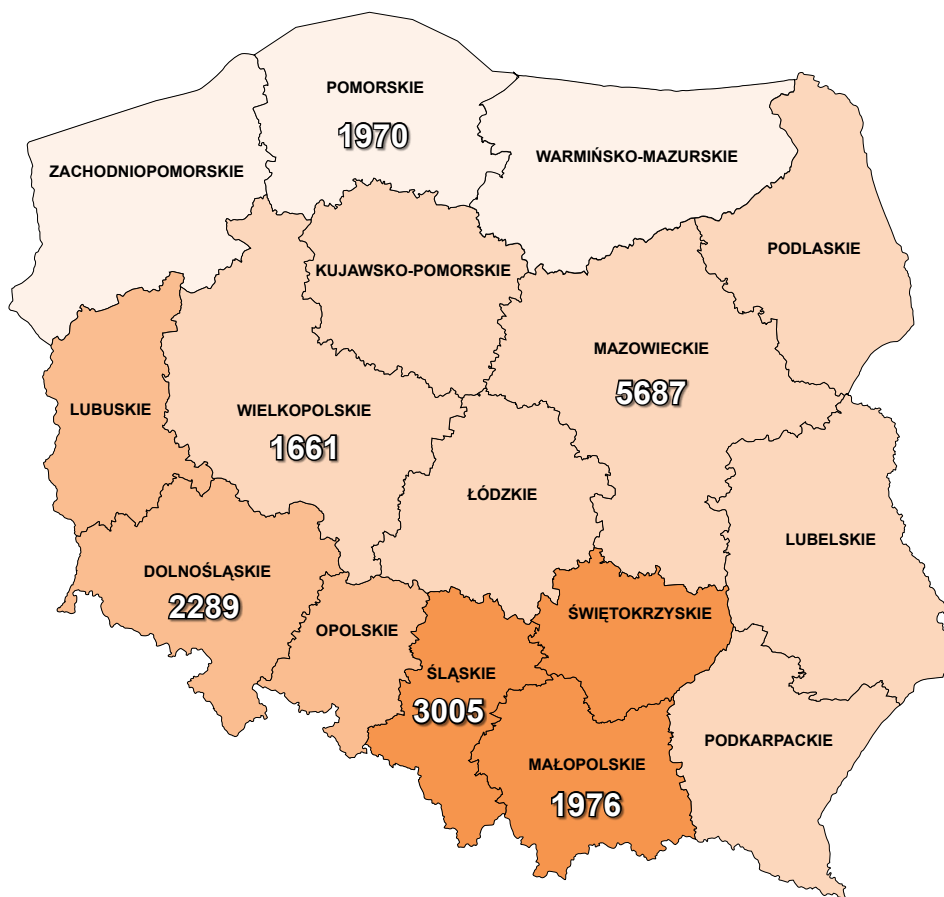 POMORSKIE
1970
ZACHODNIOPOMORSKIE
WARMIŃSKO-MAZURSKIE
PODLASKIE
KUJAWSKO-POMORSKIE
MAZOWIECKIE
5687
LUBUSKIE
WIELKOPOLSKIE
1661
ŁÓDZKIE
LUBELSKIE
DOLNOŚLĄSKIE
2289
OPOLSKIE
ŚWIĘTOKRZYSKIE
ŚLĄSKIE
3005
PODKARPACKIE
MAŁOPOLSKIE
1976